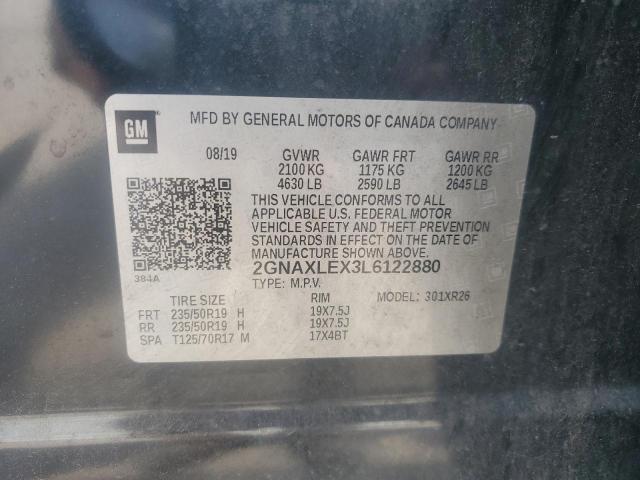 GM
MFD BY GENERAL MOTORS OF CANADA COMPANY
08/19 GVWR GAWR FRT GAWR RR
2100 KG 1175 KG 1200 KG
4630 LB 2590 LB 2645 LB
THIS VEHICLE CONFORMS TO ALL
APPLICABLE U.S. FEDERAL MOTOR
VEHICLE SAFETY AND THEFT PREVENTION
STANDARDS IN EFFECT ON THE DATE OF
MANUFACTURE SHOWN ABOVE.
2GNAXLEX3L6122880
384A
TYPE: M.P.V. MODEL: 301XR26
TIRE SIZE RIM
FRT 235/50R19 H 19X7.5J
RR 235/50R19 H 19X7.5J
SPA T125/70R17 M 17X4BT